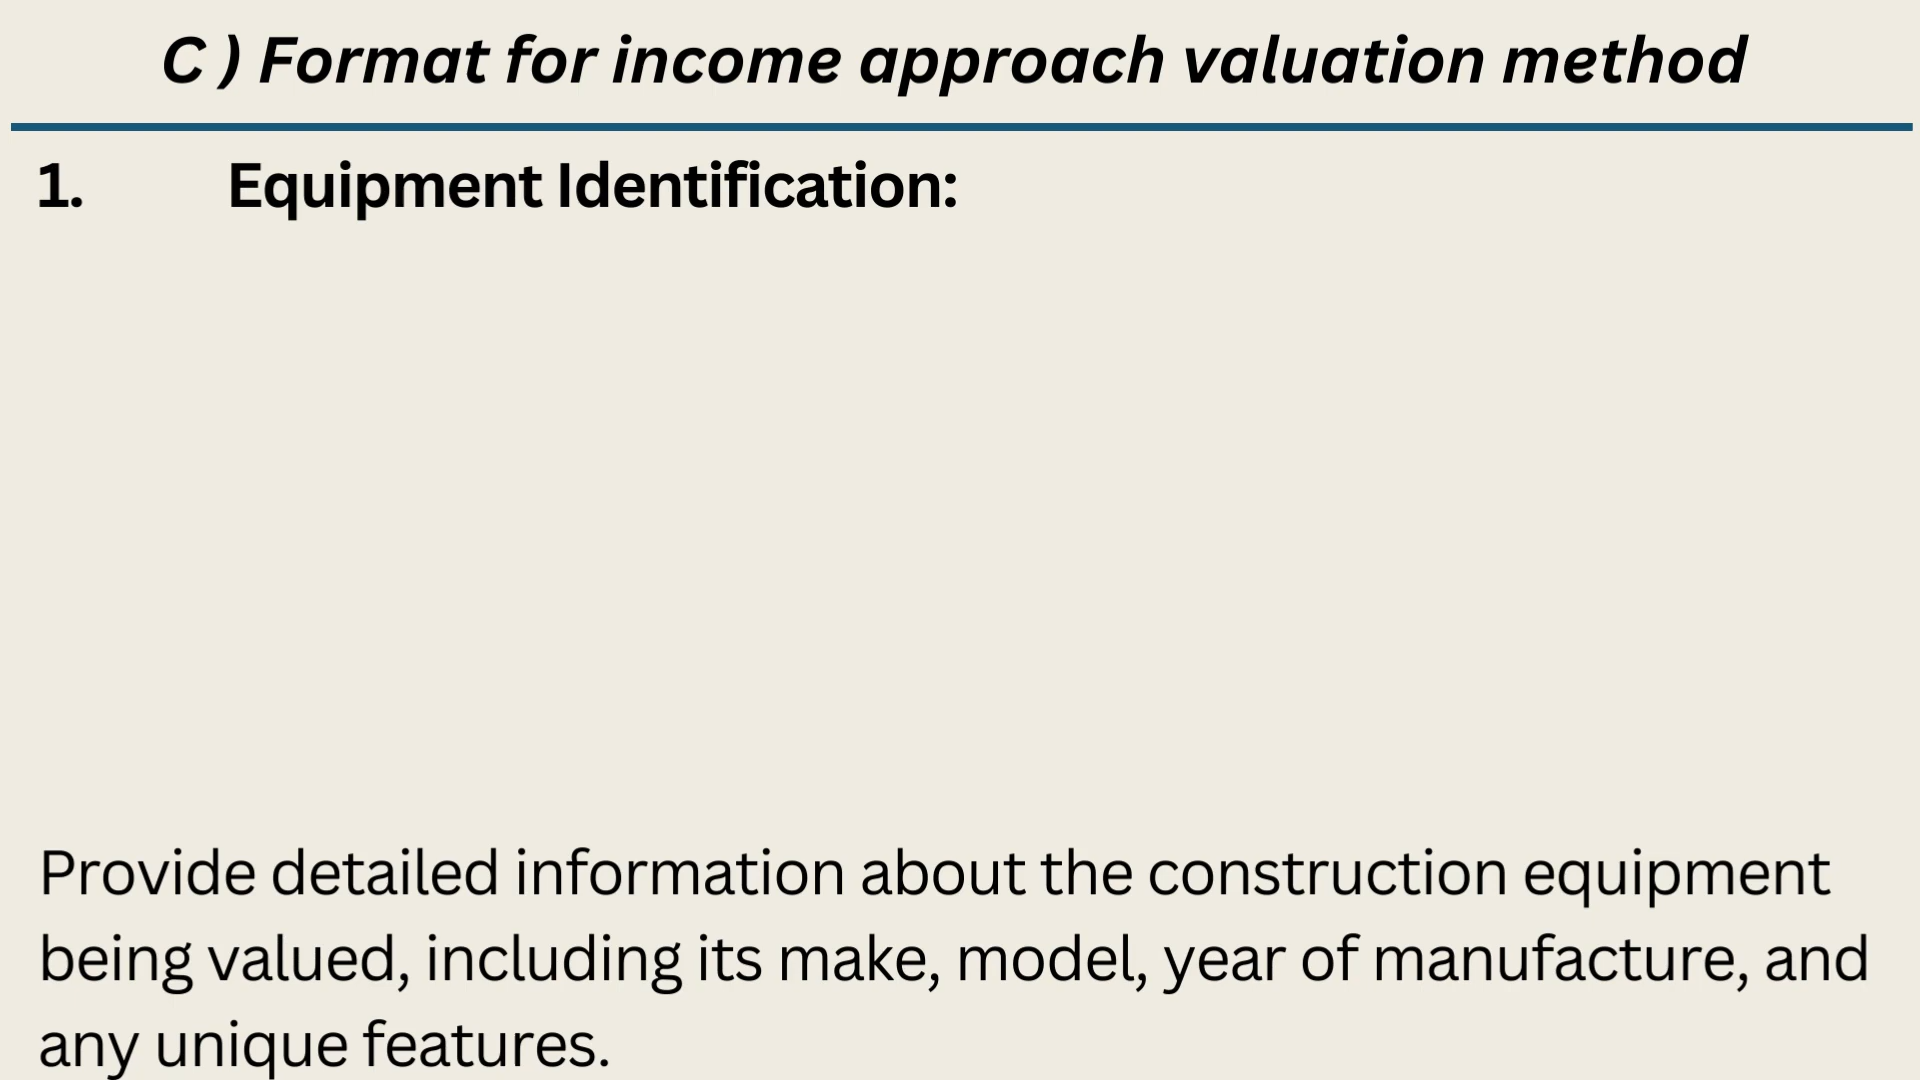 C ) Format for income approach valuation method
1. Equipment Identification:
Provide detailed information about the construction equipment
being valued, including its make, model, year of manufacture, and
any unique features.